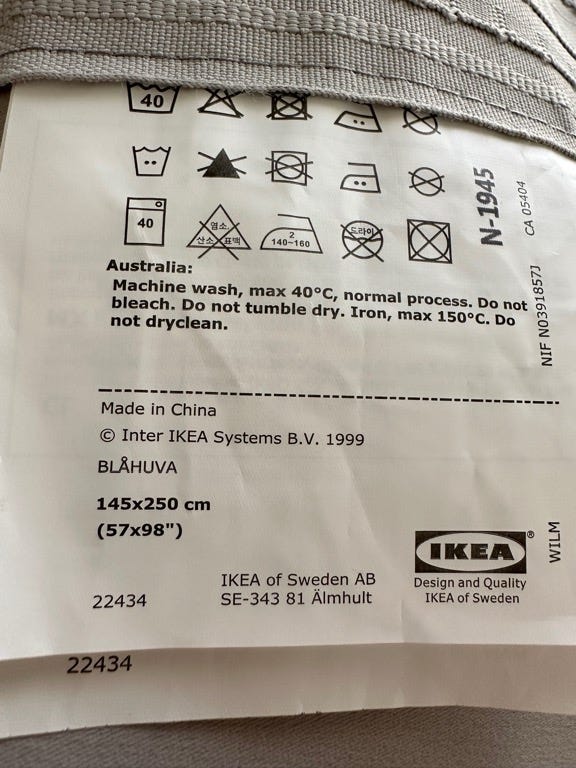 40
40
염소,
산소 표백
2
140~160
드라이
N-1945
CA 05404
NIF N0391857J
Australia:
Machine wash, max 40°C, normal process. Do not
bleach. Do not tumble dry. Iron, max 150°C. Do
not dryclean.
Made in China
© Inter IKEA Systems B.V. 1999
BLÅHUVA
145x250 cm
(57x98")
22434
IKEA of Sweden AB
SE-343 81 Älmhult
IKEA®
Design and Quality
IKEA of Sweden
WILM
22434